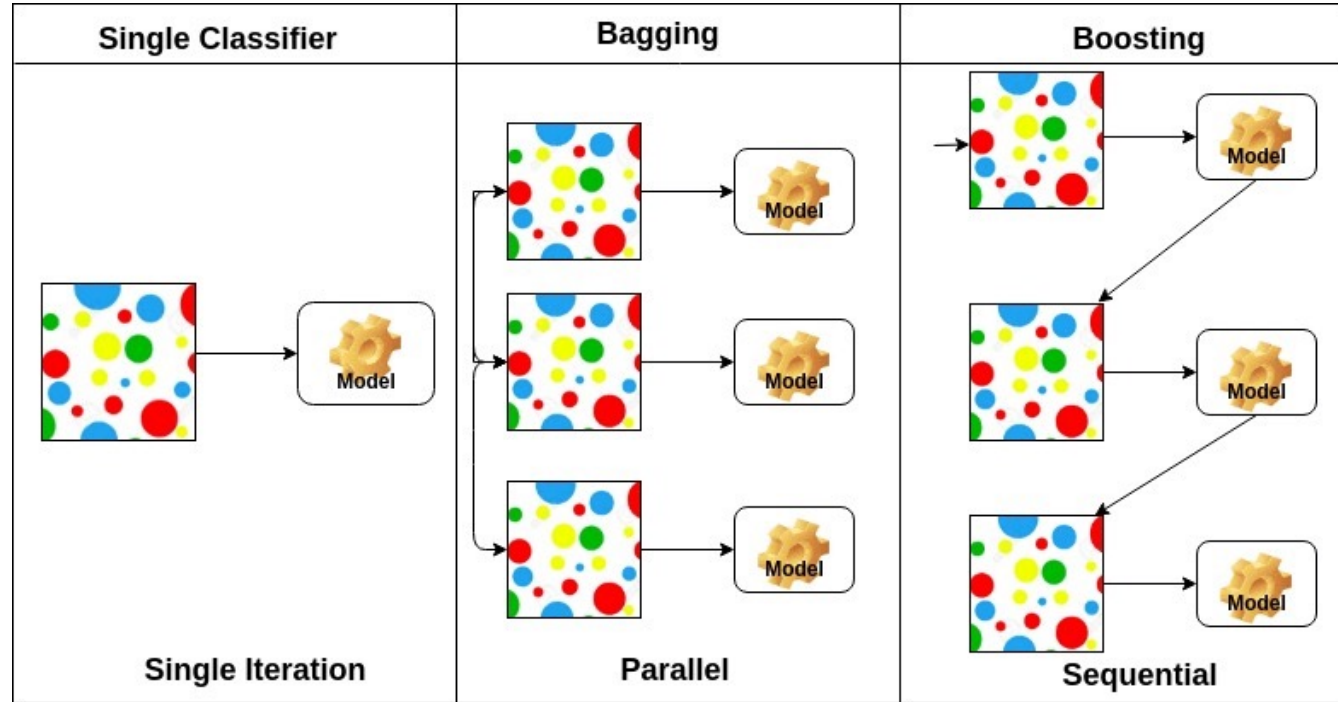 Single Classifier
Bagging
Boosting
Model
Model
Model
Model
Model
Model
Model
Single Iteration
Parallel
Sequential